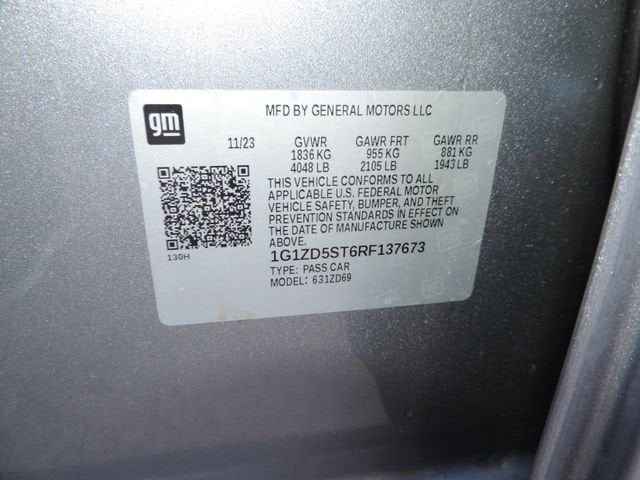 gm
MFD BY GENERAL MOTORS LLC
11/23 GVWR GAWR FRT GAWR RR
1836 KG 955 KG 881 KG
4048 LB 2105 LB 1943 LB
THIS VEHICLE CONFORMS TO ALL
APPLICABLE U.S. FEDERAL MOTOR
VEHICLE SAFETY, BUMPER, AND THEFT
PREVENTION STANDARDS IN EFFECT ON
THE DATE OF MANUFACTURE SHOWN
ABOVE.
130H
1G1ZD5ST6RF137673
TYPE: PASS CAR
MODEL: 631ZD69